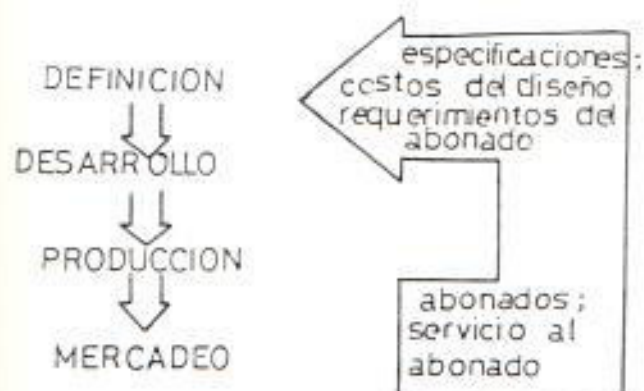 DEFINICION
DESARROLLO
PRODUCCION
MERCADEO
especificaciones;
costos del diseño
requerimientos del
abonado
abonados;
servicio al
abonado